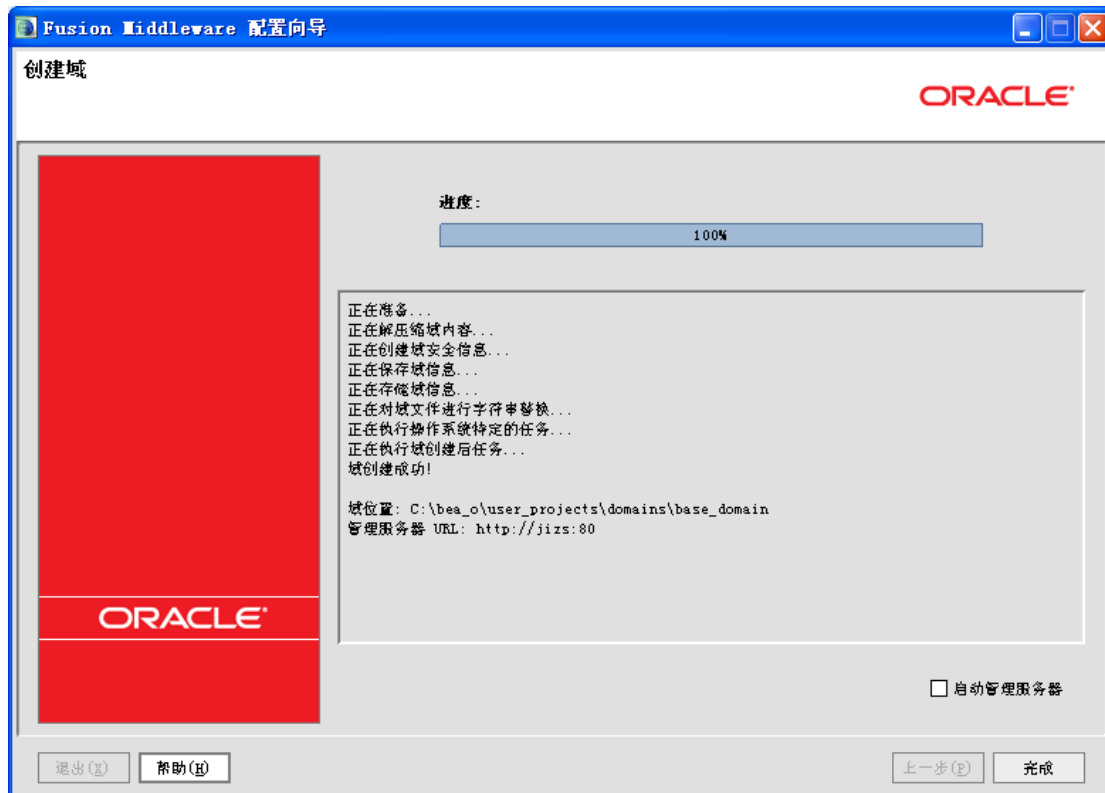 Fusion Middleware 配置向导
创建域
ORACLE
进度:
100%
正在准备...
正在解压缩域内容...
正在创建域安全信息...
正在保存域信息...
正在存储域信息...
正在对域文件进行字符串替换...
正在执行操作系统特定的任务...
正在执行域创建后任务...
域创建成功!
域位置: C:\bea_o\user_projects\domains\base_domain
管理服务器 URL: http://jizs:80
ORACLE
启动管理服务器
退出(X) 帮助(H) 上一步(P) 完成